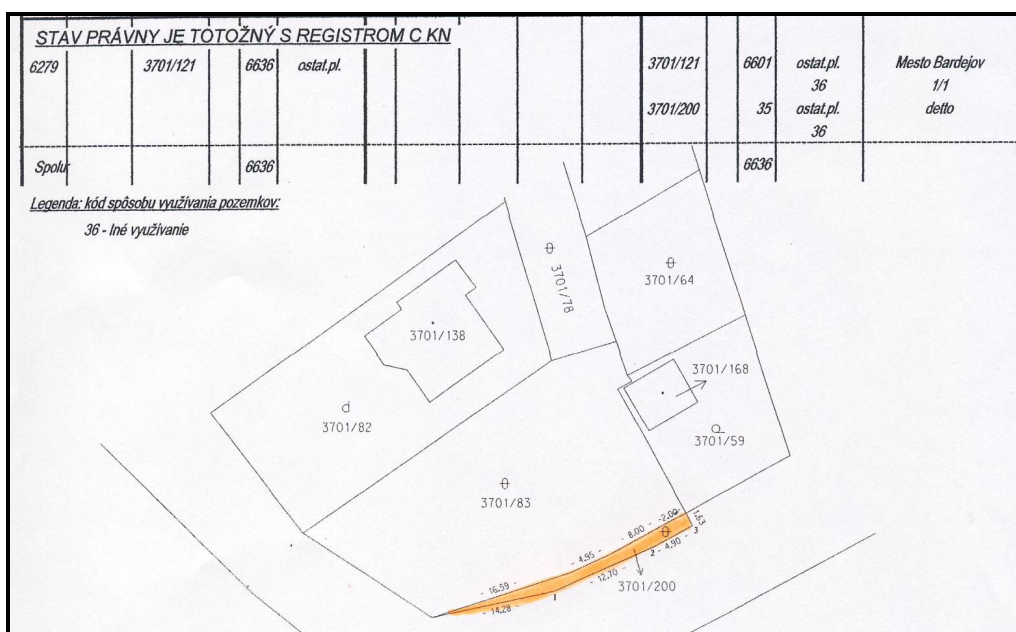 STAV PRÁVNY JE TOTOŽNÝ S REGISTROM C KN
6279 3701/121 6636 ostat.pl. 3701/121 6601 ostat.pl. Mesto Bardejov
36 1/1
3701/200 35 ostat.pl. detto
36
Spolu 6636 6636
Legenda: kód spôsobu využívania pozemkov:
36 - Iné využívanie
3701/78
3701/64
3701/138
3701/168
3701/82
3701/59
3701/83
- 16.59 -
- 4.95 -
- 8.00 -
-2.00-
1.53
- 14.28 -
1
- 12.70 -
2 - 4.90 - 3
3701/200